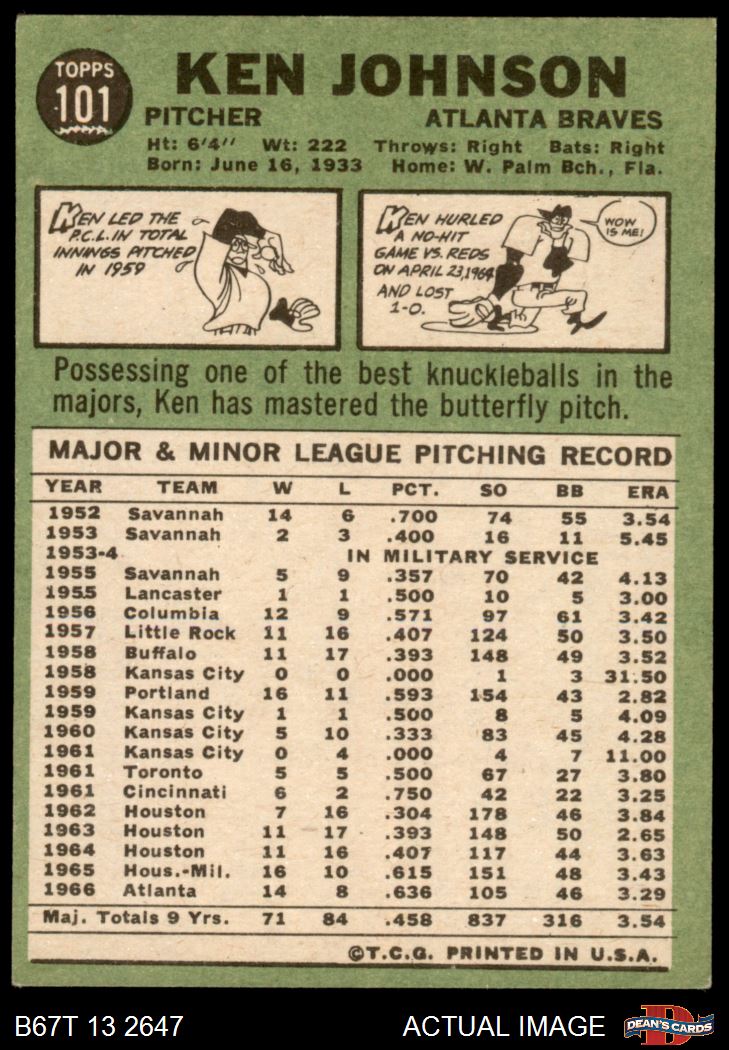 TOPPS
101
KEN JOHNSON
PITCHER ATLANTA BRAVES
Ht: 6'4" Wt: 222 Throws: Right Bats: Right
Born: June 16, 1933 Home: W. Palm Bch., Fla.
KEN LED THE
P.C.L. IN TOTAL
INNINGS PITCHED
IN 1959
KEN HURLED
A NO-HIT
GAME VS. REDS
ON APRIL 23, 1964
AND LOST
1-0.
WOW
IS ME!
Possessing one of the best knuckleballs in the
majors, Ken has mastered the butterfly pitch.
MAJOR & MINOR LEAGUE PITCHING RECORD
YEAR TEAM W L PCT. SO BB ERA
1952 Savannah 14 6 .700 74 55 3.54
1953 Savannah 2 3 .400 16 11 5.45
1953-4 IN MILITARY SERVICE
1955 Savannah 5 9 .357 70 42 4.13
1955 Lancaster 1 1 .500 10 5 3.00
1956 Columbia 12 9 .571 97 61 3.42
1957 Little Rock 11 16 .407 124 50 3.50
1958 Buffalo 11 17 .393 148 49 3.52
1958 Kansas City 0 0 .000 1 3 31.50
1959 Portland 16 11 .593 154 43 2.82
1959 Kansas City 1 1 .500 8 5 4.09
1960 Kansas City 5 10 .333 83 45 4.28
1961 Kansas City 0 4 .000 4 7 11.00
1961 Toronto 5 5 .500 67 27 3.80
1961 Cincinnati 6 2 .750 42 22 3.25
1962 Houston 7 16 .304 178 46 3.84
1963 Houston 11 17 .393 148 50 2.65
1964 Houston 11 16 .407 117 44 3.63
1965 Hous.-Mil. 16 10 .615 151 48 3.43
1966 Atlanta 14 8 .636 105 46 3.29
Maj. Totals 9 Yrs. 71 84 .458 837 316 3.54
©T.C.G. PRINTED IN U.S.A.
B67T 13 2647 ACTUAL IMAGE
D
DEAN'S CARDS